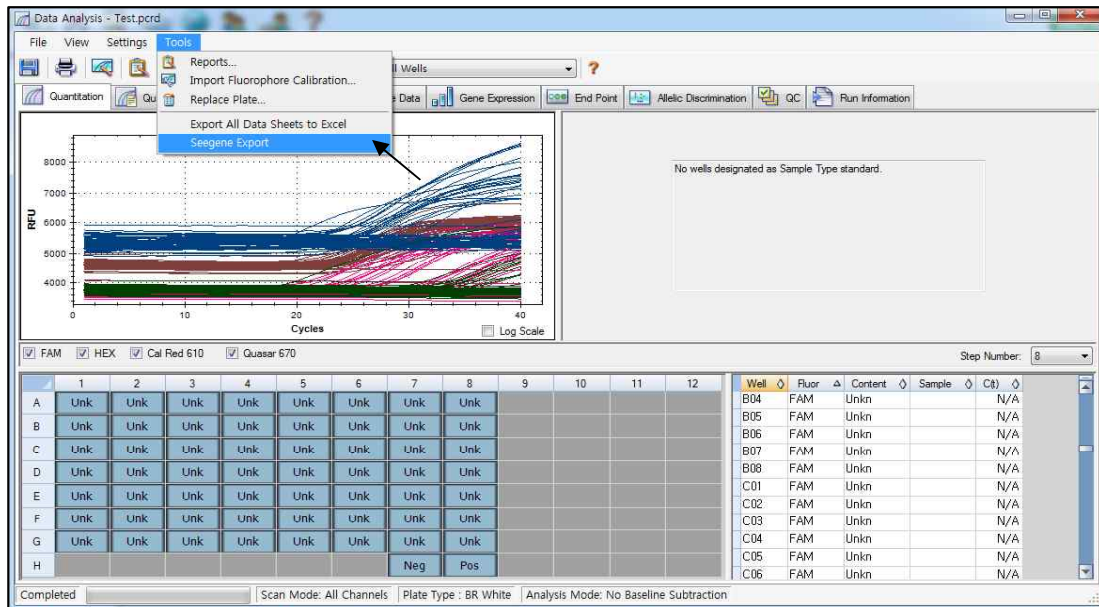 Data Analysis - Test.pcrd
File View Settings Tools
Reports...
Import Fluorophore Calibration...
Replace Plate...
Export All Data Sheets to Excel
Seegene Export
ll Wells ?
Quantitation Qu Data Gene Expression End Point Allelic Discrimination QC Run Information
No wells designated as Sample Type standard.
RFU
8000
7000
6000
5000
4000
0 10 20 30 40
Cycles
Log Scale
FAM HEX Cal Red 610 Quasar 670 Step Number: 8
1 2 3 4 5 6 7 8 9 10 11 12
A Unk Unk Unk Unk Unk Unk Unk Unk
B Unk Unk Unk Unk Unk Unk Unk Unk
C Unk Unk Unk Unk Unk Unk Unk Unk
D Unk Unk Unk Unk Unk Unk Unk Unk
E Unk Unk Unk Unk Unk Unk Unk Unk
F Unk Unk Unk Unk Unk Unk Unk Unk
G Unk Unk Unk Unk Unk Unk Unk Unk
H Neg Pos
Well Fluor Content Sample C(t)
B04 FAM Unkn N/A
B05 FAM Unkn N/A
B06 FAM Unkn N/A
B07 FAM Unkn N/A
B08 FAM Unkn N/A
C01 FAM Unkn N/A
C02 FAM Unkn N/A
C03 FAM Unkn N/A
C04 FAM Unkn N/A
C05 FAM Unkn N/A
C06 FAM Unkn N/A
Completed Scan Mode: All Channels Plate Type : BR White Analysis Mode: No Baseline Subtraction